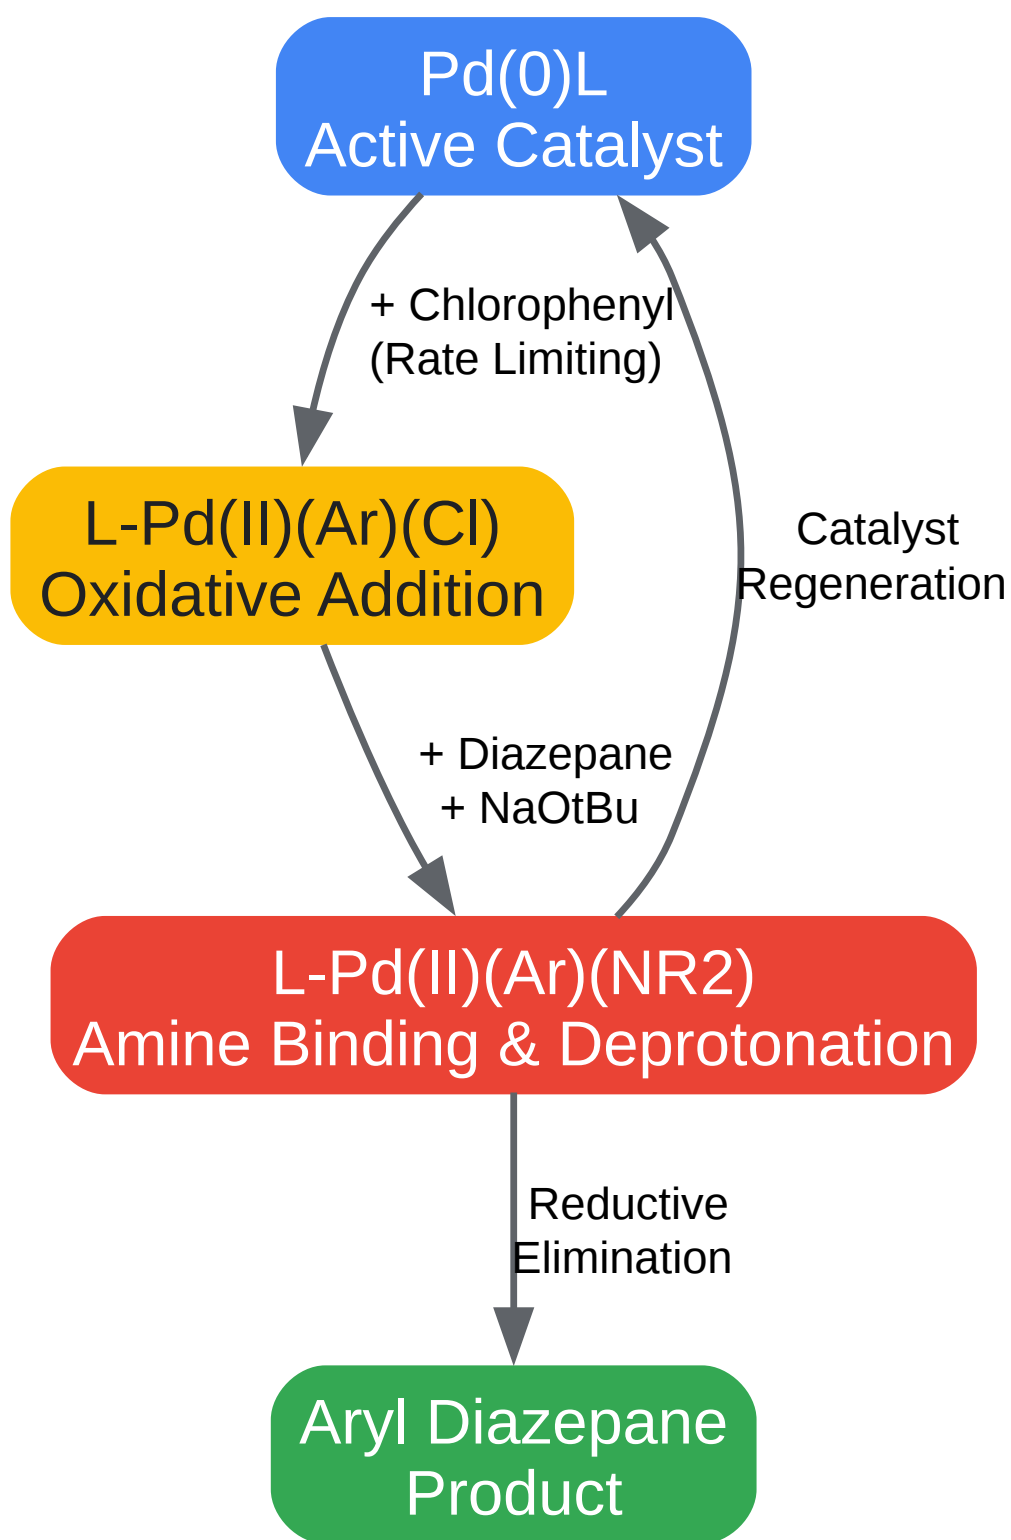 Pd(0)L
Active Catalyst
+ Chlorophenyl
(Rate Limiting)
L-Pd(II)(Ar)(Cl)
Oxidative Addition
Catalyst
Regeneration
+ Diazepane
+ NaOtBu
L-Pd(II)(Ar)(NR2)
Amine Binding & Deprotonation
Reductive
Elimination
Aryl Diazepane
Product